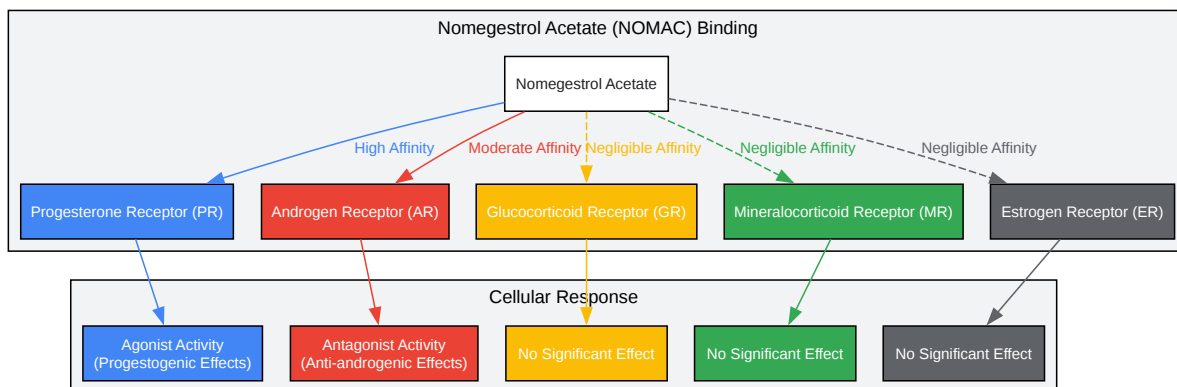 Nomegestrol Acetate (NOMAC) Binding
Nomegestrol Acetate
High Affinity
Moderate Affinity
Negligible Affinity
Negligible Affinity
Negligible Affinity
Progesterone Receptor (PR)
Androgen Receptor (AR)
Glucocorticoid Receptor (GR)
Mineralocorticoid Receptor (MR)
Estrogen Receptor (ER)
Cellular Response
Agonist Activity
(Progestogenic Effects)
Antagonist Activity
(Anti-androgenic Effects)
No Significant Effect
No Significant Effect
No Significant Effect